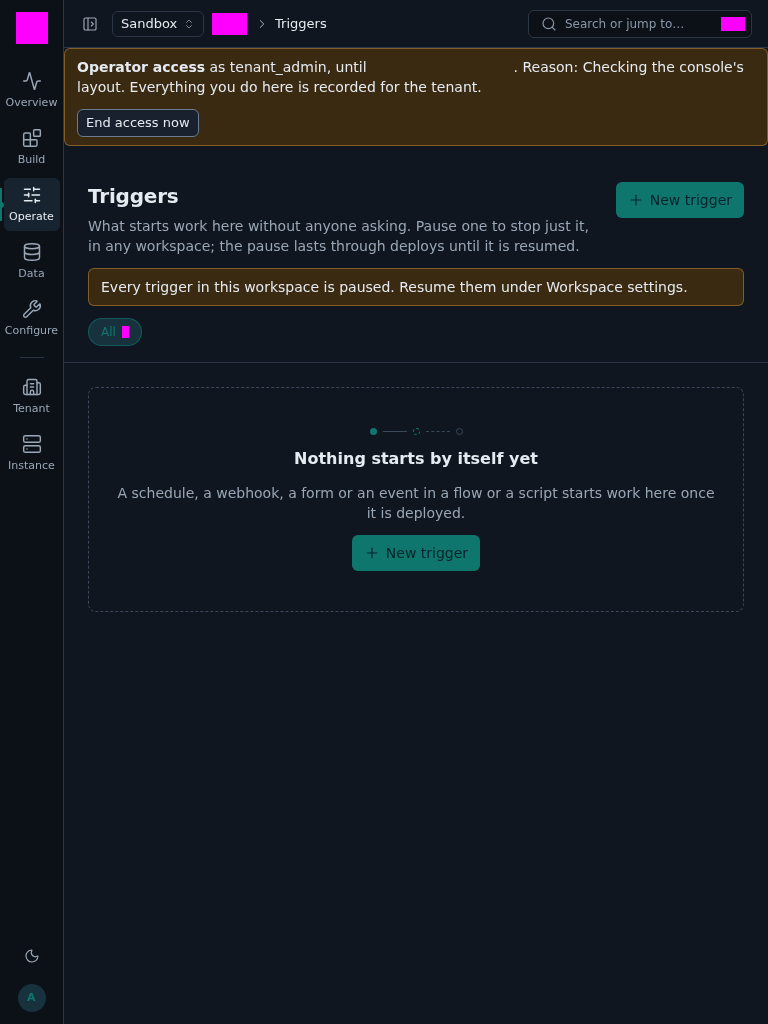 Sandbox
Triggers
Search or jump to...
Overview
Build
Operate
Data
Configure
Tenant
Instance
A
Operator access as tenant_admin, until . Reason: Checking the console's
layout. Everything you do here is recorded for the tenant.
End access now
Triggers
New trigger
What starts work here without anyone asking. Pause one to stop just it,
in any workspace; the pause lasts through deploys until it is resumed.
Every trigger in this workspace is paused. Resume them under Workspace settings.
All
Nothing starts by itself yet
A schedule, a webhook, a form or an event in a flow or a script starts work here once
it is deployed.
New trigger